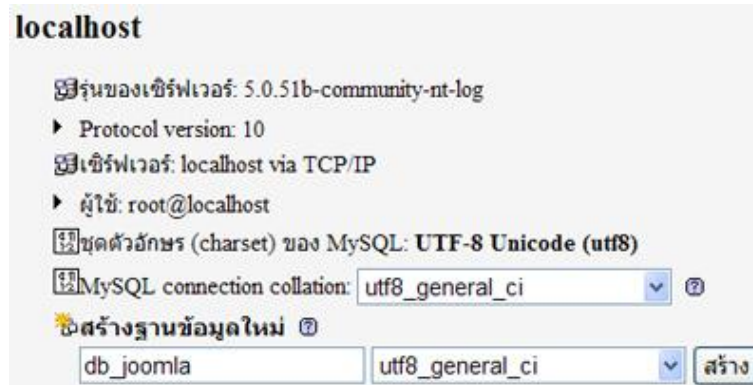 localhost
รุ่นของเซิร์ฟเวอร์: 5.0.51b-community-nt-log
Protocol version: 10
เซิร์ฟเวอร์: localhost via TCP/IP
ผู้ใช้: root@localhost
ชุดตัวอักษร (charset) ของ MySQL: UTF-8 Unicode (utf8)
MySQL connection collation: utf8_general_ci
สร้างฐานข้อมูลใหม่
db_joomla utf8_general_ci สร้าง